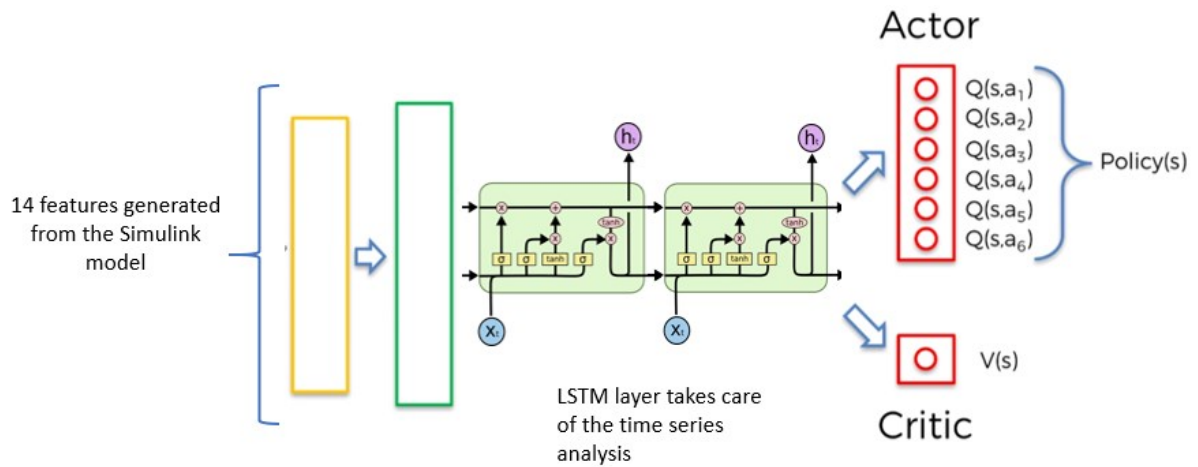 Actor
Q(s,a₁)
Q(s,a₂)
Q(s,a₃)
Q(s,a₄)
Q(s,a₅)
Q(s,a₆)
Policy(s)
14 features generated
from the Simulink
model
hₜ
hₜ
x
+
tanh
x
x
σ
σ
tanh
σ
Xₜ
x
+
tanh
x
x
σ
σ
tanh
σ
Xₜ
LSTM layer takes care
of the time series
analysis
V(s)
Critic